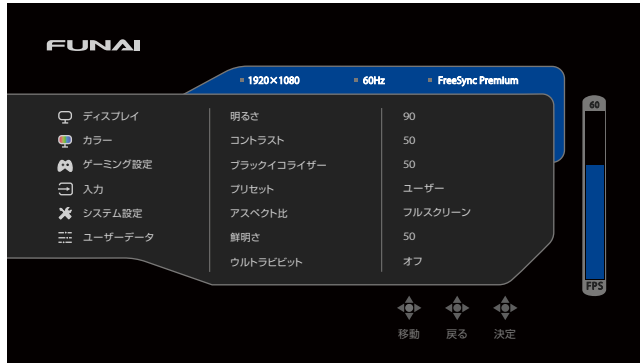 FUNAI
1920×1080 60Hz FreeSync Premium
60
ディスプレイ 明るさ 90
カラー コントラスト 50
ゲーミング設定 ブラックイコライザー 50
入力 プリセット ユーザー
システム設定 アスペクト比 フルスクリーン
ユーザーデータ 鮮明さ 50
ウルトラビビット オフ
FPS
移動 戻る 決定